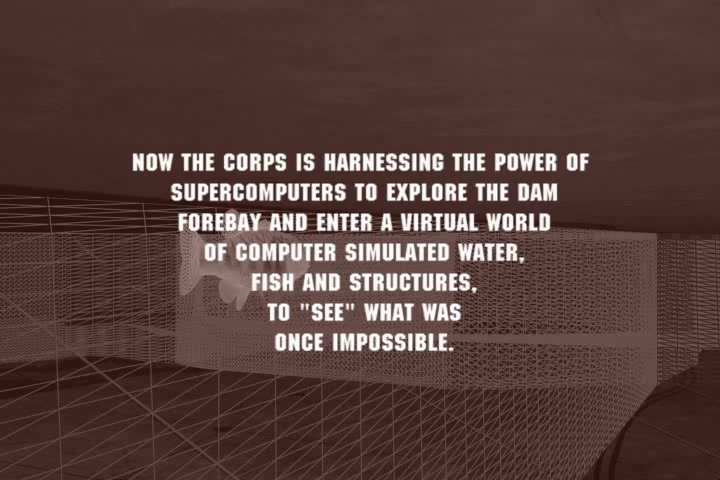 NOW THE CORPS IS HARNESSING THE POWER OF
SUPERCOMPUTERS TO EXPLORE THE DAM
FOREBAY AND ENTER A VIRTUAL WORLD
OF COMPUTER SIMULATED WATER,
FISH AND STRUCTURES,
TO "SEE" WHAT WAS
ONCE IMPOSSIBLE.